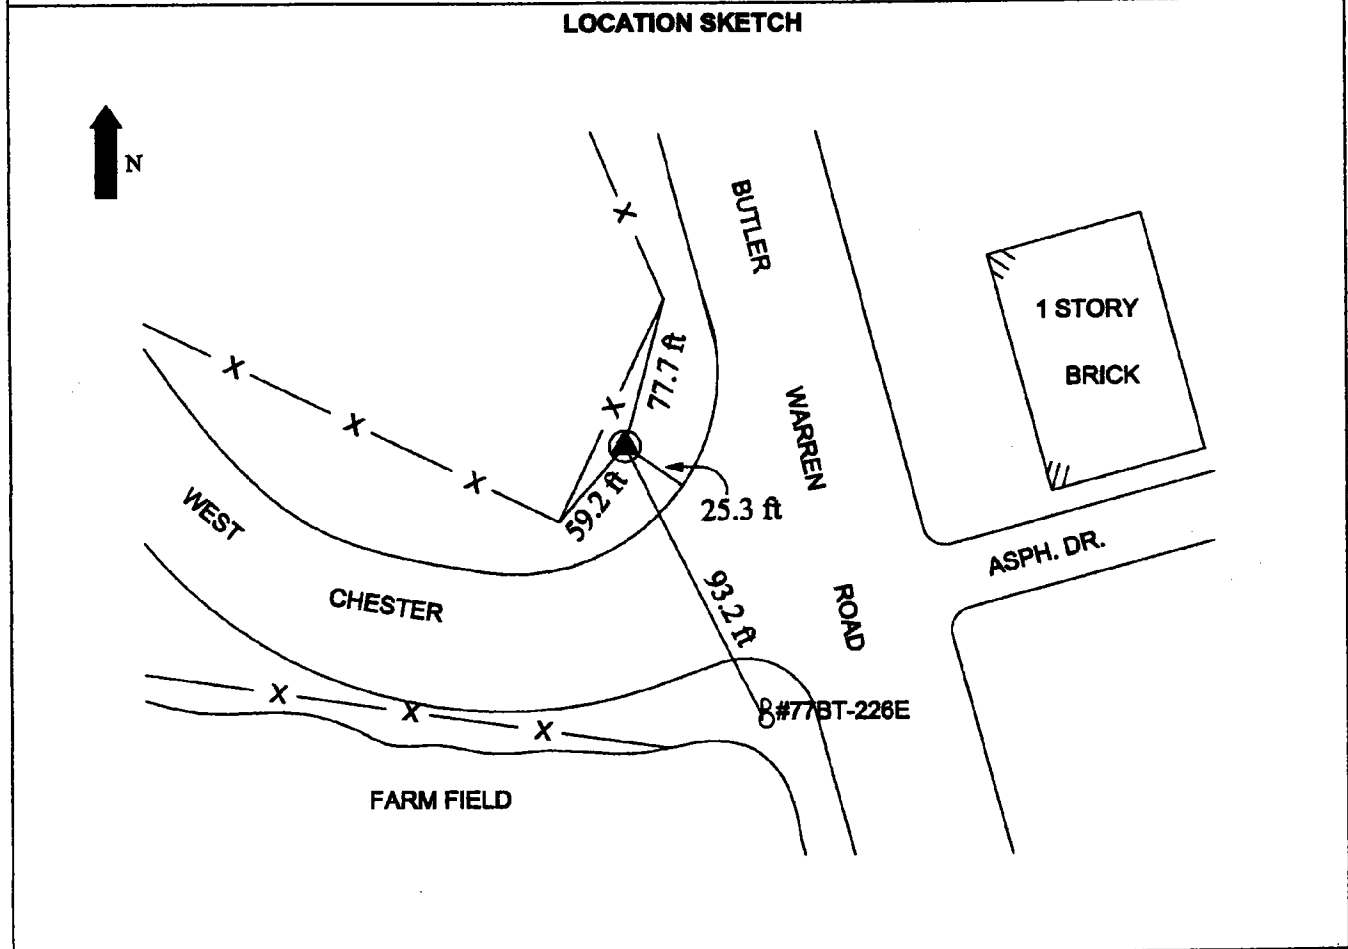 LOCATION SKETCH
N
BUTLER
WARREN
ROAD
1 STORY
BRICK
77.7 ft
59.2 ft
25.3 ft
93.2 ft
ASPH. DR.
WEST
CHESTER
X
X
X
X
X
X
X
X
#77BT-226E
FARM FIELD